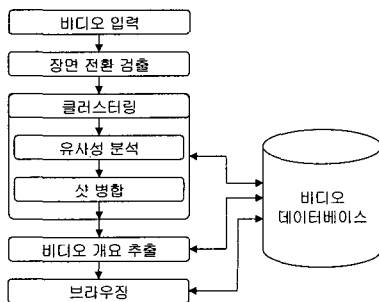 비디오 입력
장면 전환 검출
클러스터링
유사성 분석
샷 병합
비디오 개요 추출
브라우징
비디오
데이터베이스